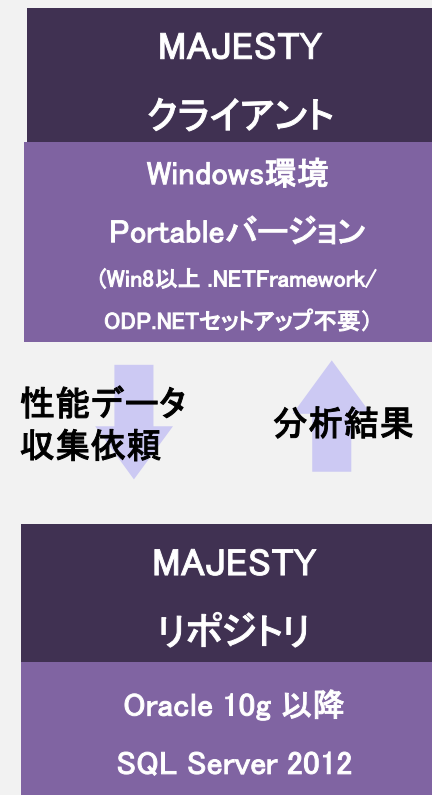 MAJESTY
クライアント
Windows環境
Portableバージョン
(Win8以上 .NETFramework/
ODP.NETセットアップ不要)
性能データ
収集依頼
分析結果
MAJESTY
リポジトリ
Oracle 10g 以降
SQL Server 2012